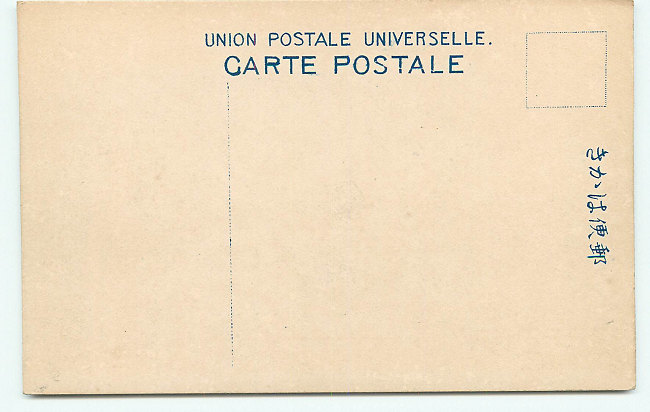 UNION POSTALE UNIVERSELLE.
CARTE POSTALE
きかは便郵